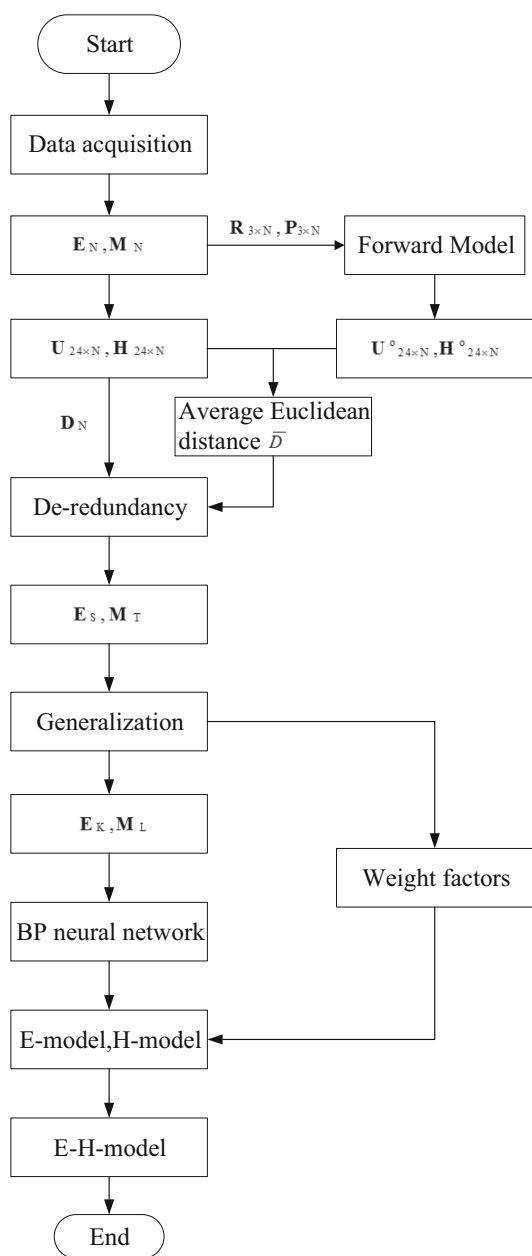 Start
Data acquisition
E N , M N
R 3×N , P 3×N
Forward Model
U 24×N , H 24×N
U° 24×N , H° 24×N
D N
Average Euclidean
distance D̅
De-redundancy
E S , M T
Generalization
E K , M L
Weight factors
BP neural network
E-model,H-model
E-H-model
End